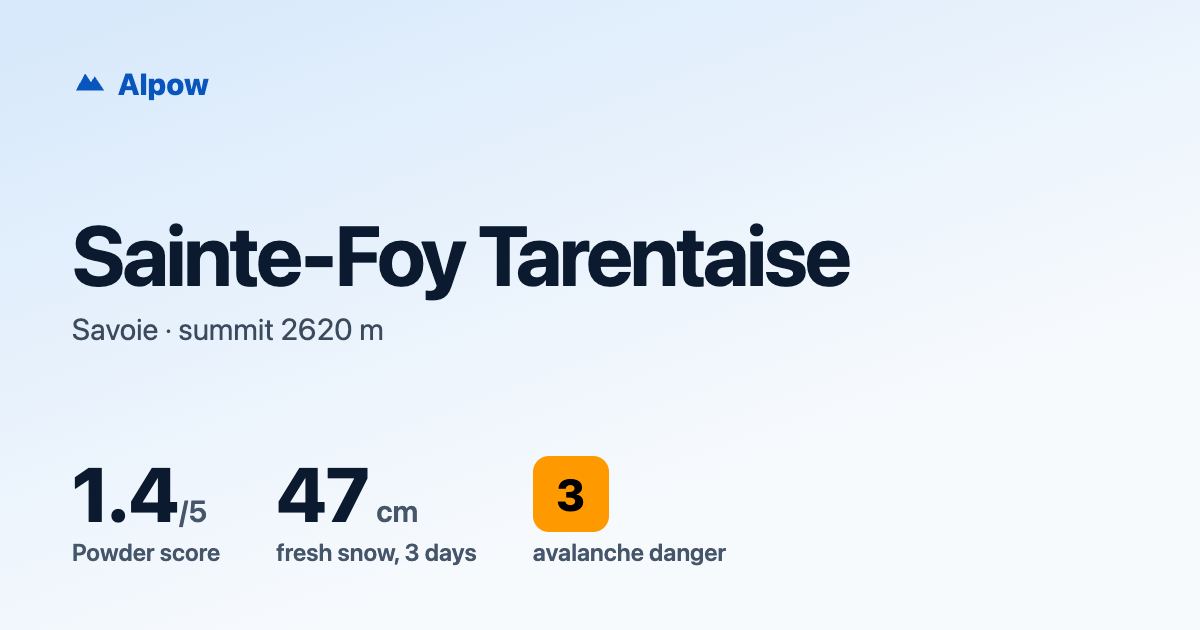 Alpow
Sainte-Foy Tarentaise
Savoie · summit 2620 m
1.4/5
Powder score
47 cm
fresh snow, 3 days
3
avalanche danger